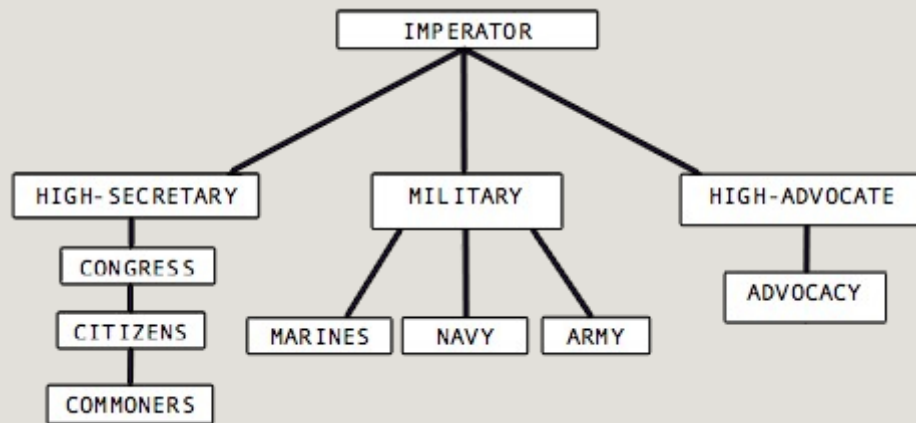 IMPERATOR
HIGH-SECRETARY
MILITARY
HIGH-ADVOCATE
CONGRESS
ADVOCACY
CITIZENS
MARINES
NAVY
ARMY
COMMONERS